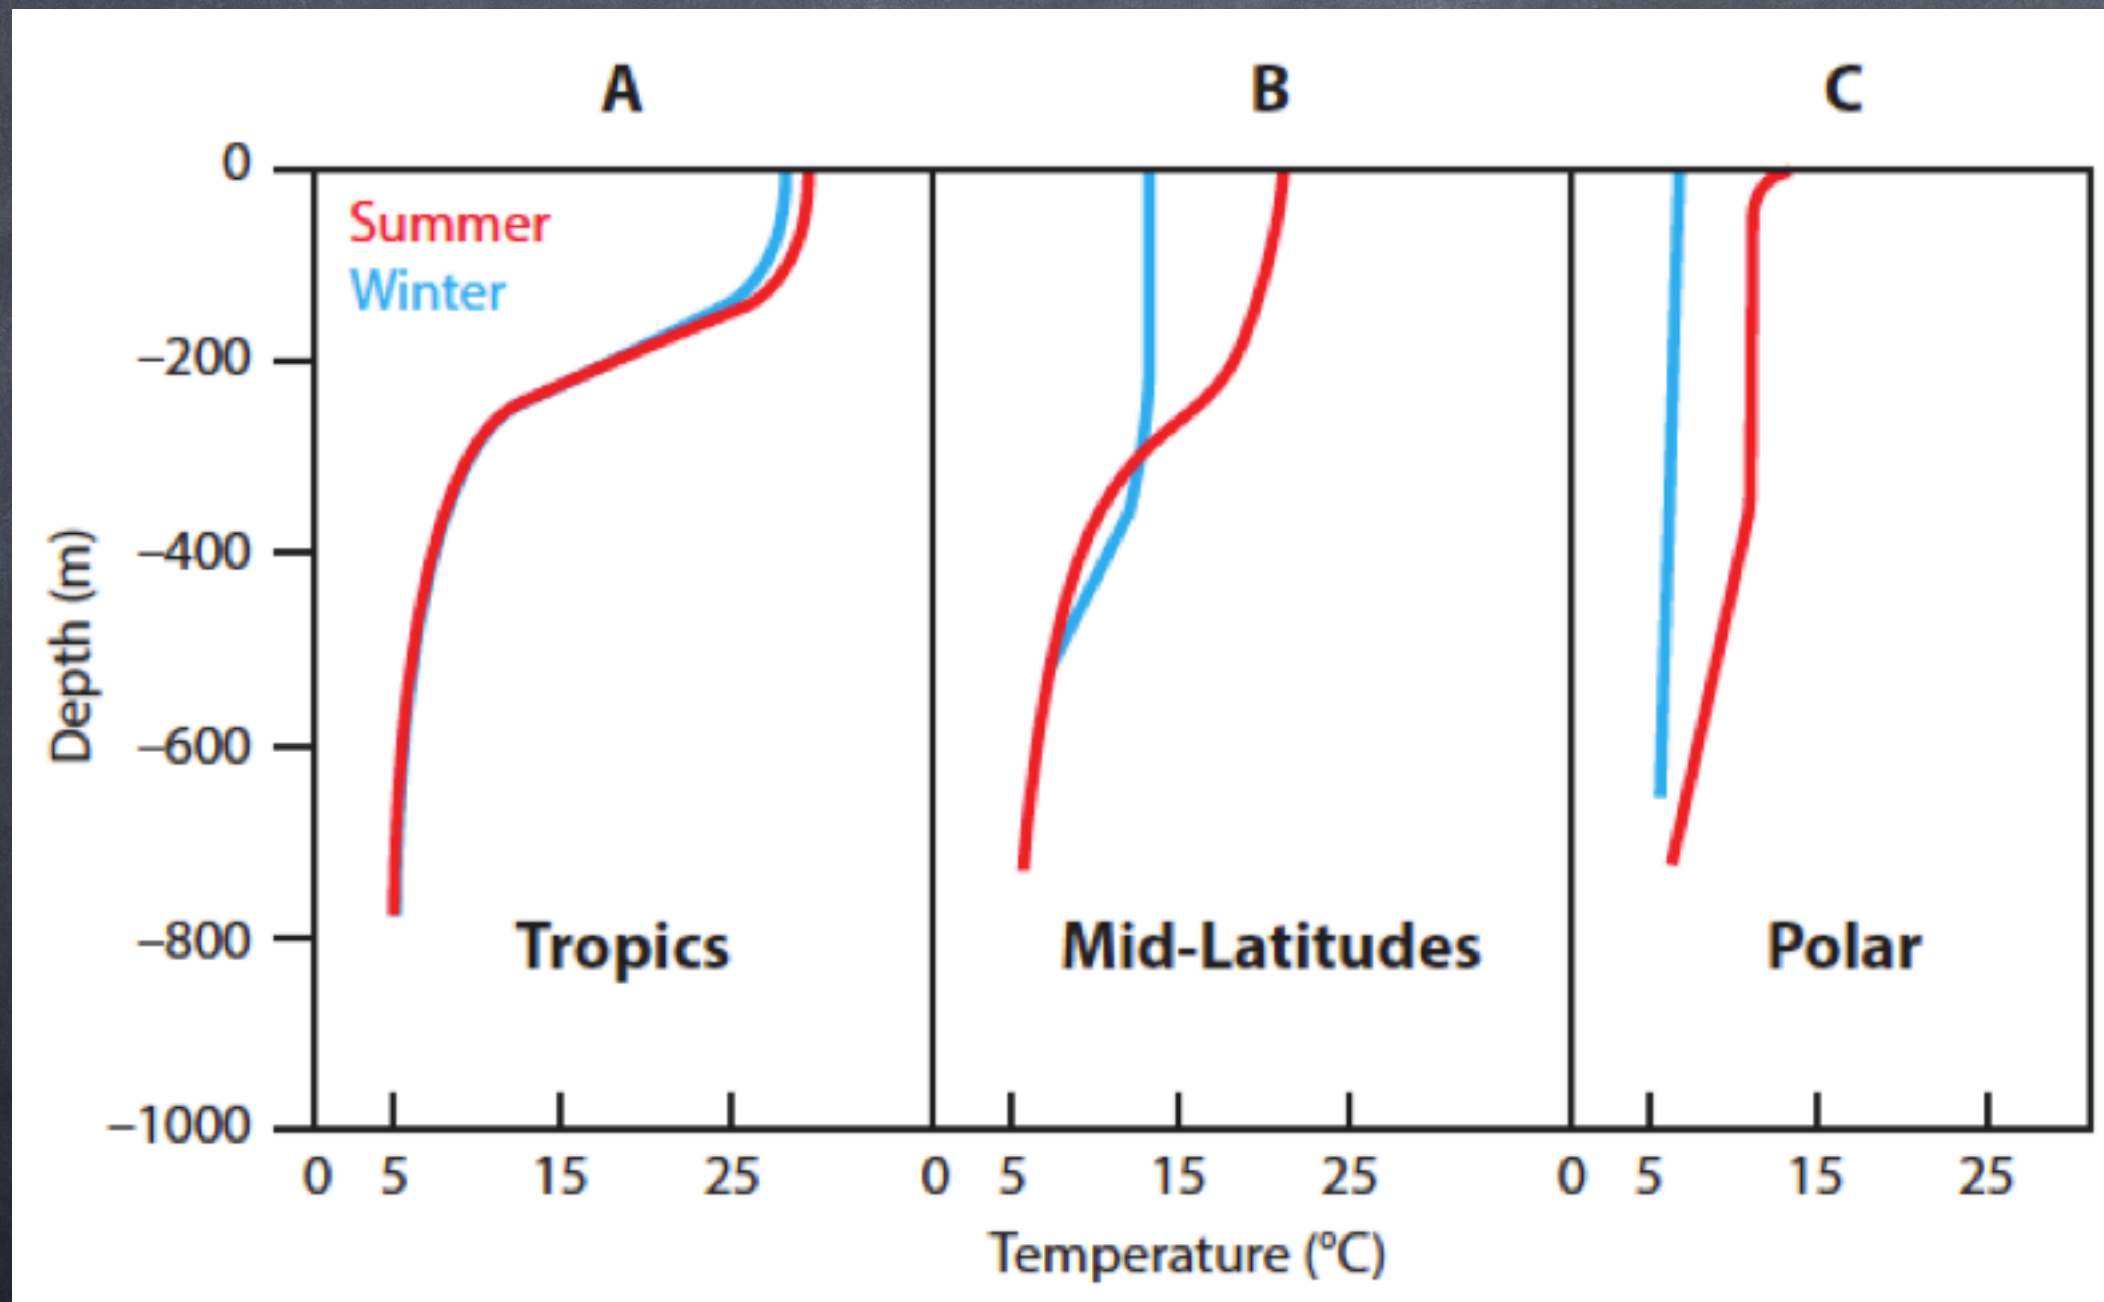 A B C
0
Summer
Winter
–200
–400
Depth (m)
–600
–800
Tropics Mid-Latitudes Polar
–1000
0 5 15 25 0 5 15 25 0 5 15 25
Temperature (°C)